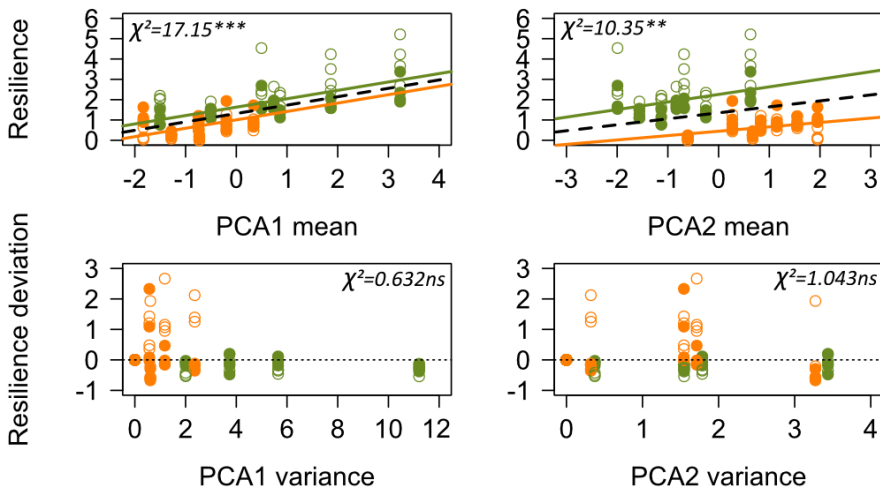 Resilience
6
5
4
3
2
1
0
χ²=17.15***
-2 -1 0 1 2 3 4
PCA1 mean
6
5
4
3
2
1
0
χ²=10.35**
-3 -2 -1 0 1 2 3
PCA2 mean
Resilience deviation
3
2
1
0
-1
χ²=0.632ns
0 2 4 6 8 10 12
PCA1 variance
3
2
1
0
-1
χ²=1.043ns
0 1 2 3 4
PCA2 variance